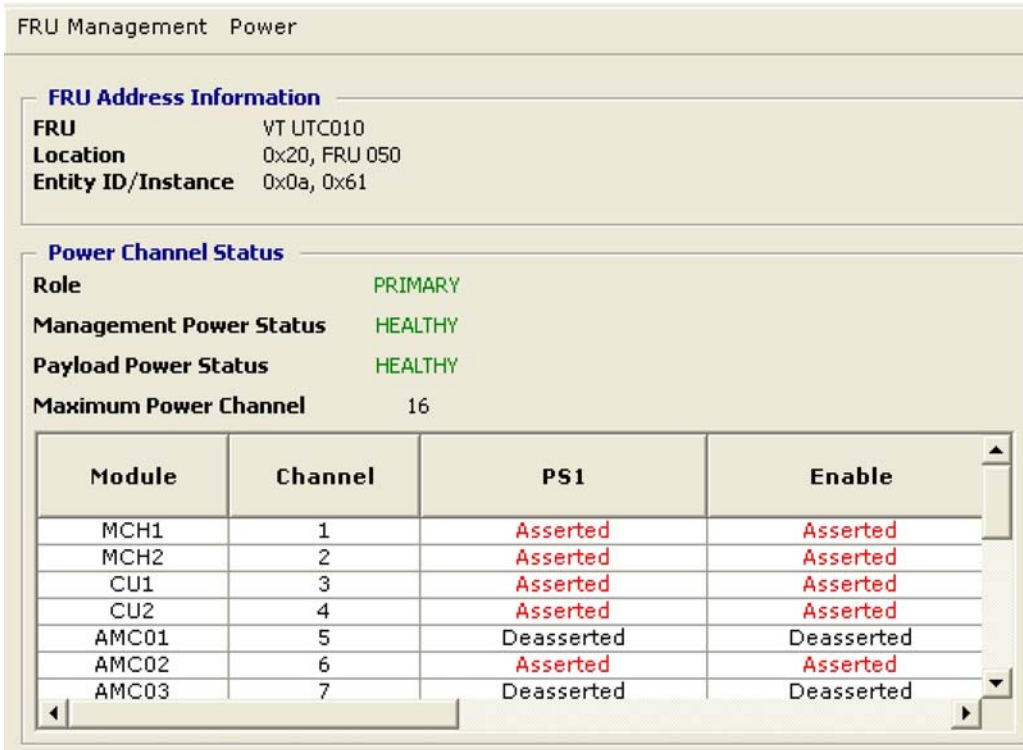 FRU Management Power
FRU Address Information
FRU VT UTC010
Location 0x20, FRU 050
Entity ID/Instance 0x0a, 0x61
Power Channel Status
Role PRIMARY
Management Power Status HEALTHY
Payload Power Status HEALTHY
Maximum Power Channel 16
Module Channel PS1 Enable
MCH1 1 Asserted Asserted
MCH2 2 Asserted Asserted
CU1 3 Asserted Asserted
CU2 4 Asserted Asserted
AMC01 5 Deasserted Deasserted
AMC02 6 Asserted Asserted
AMC03 7 Deasserted Deasserted